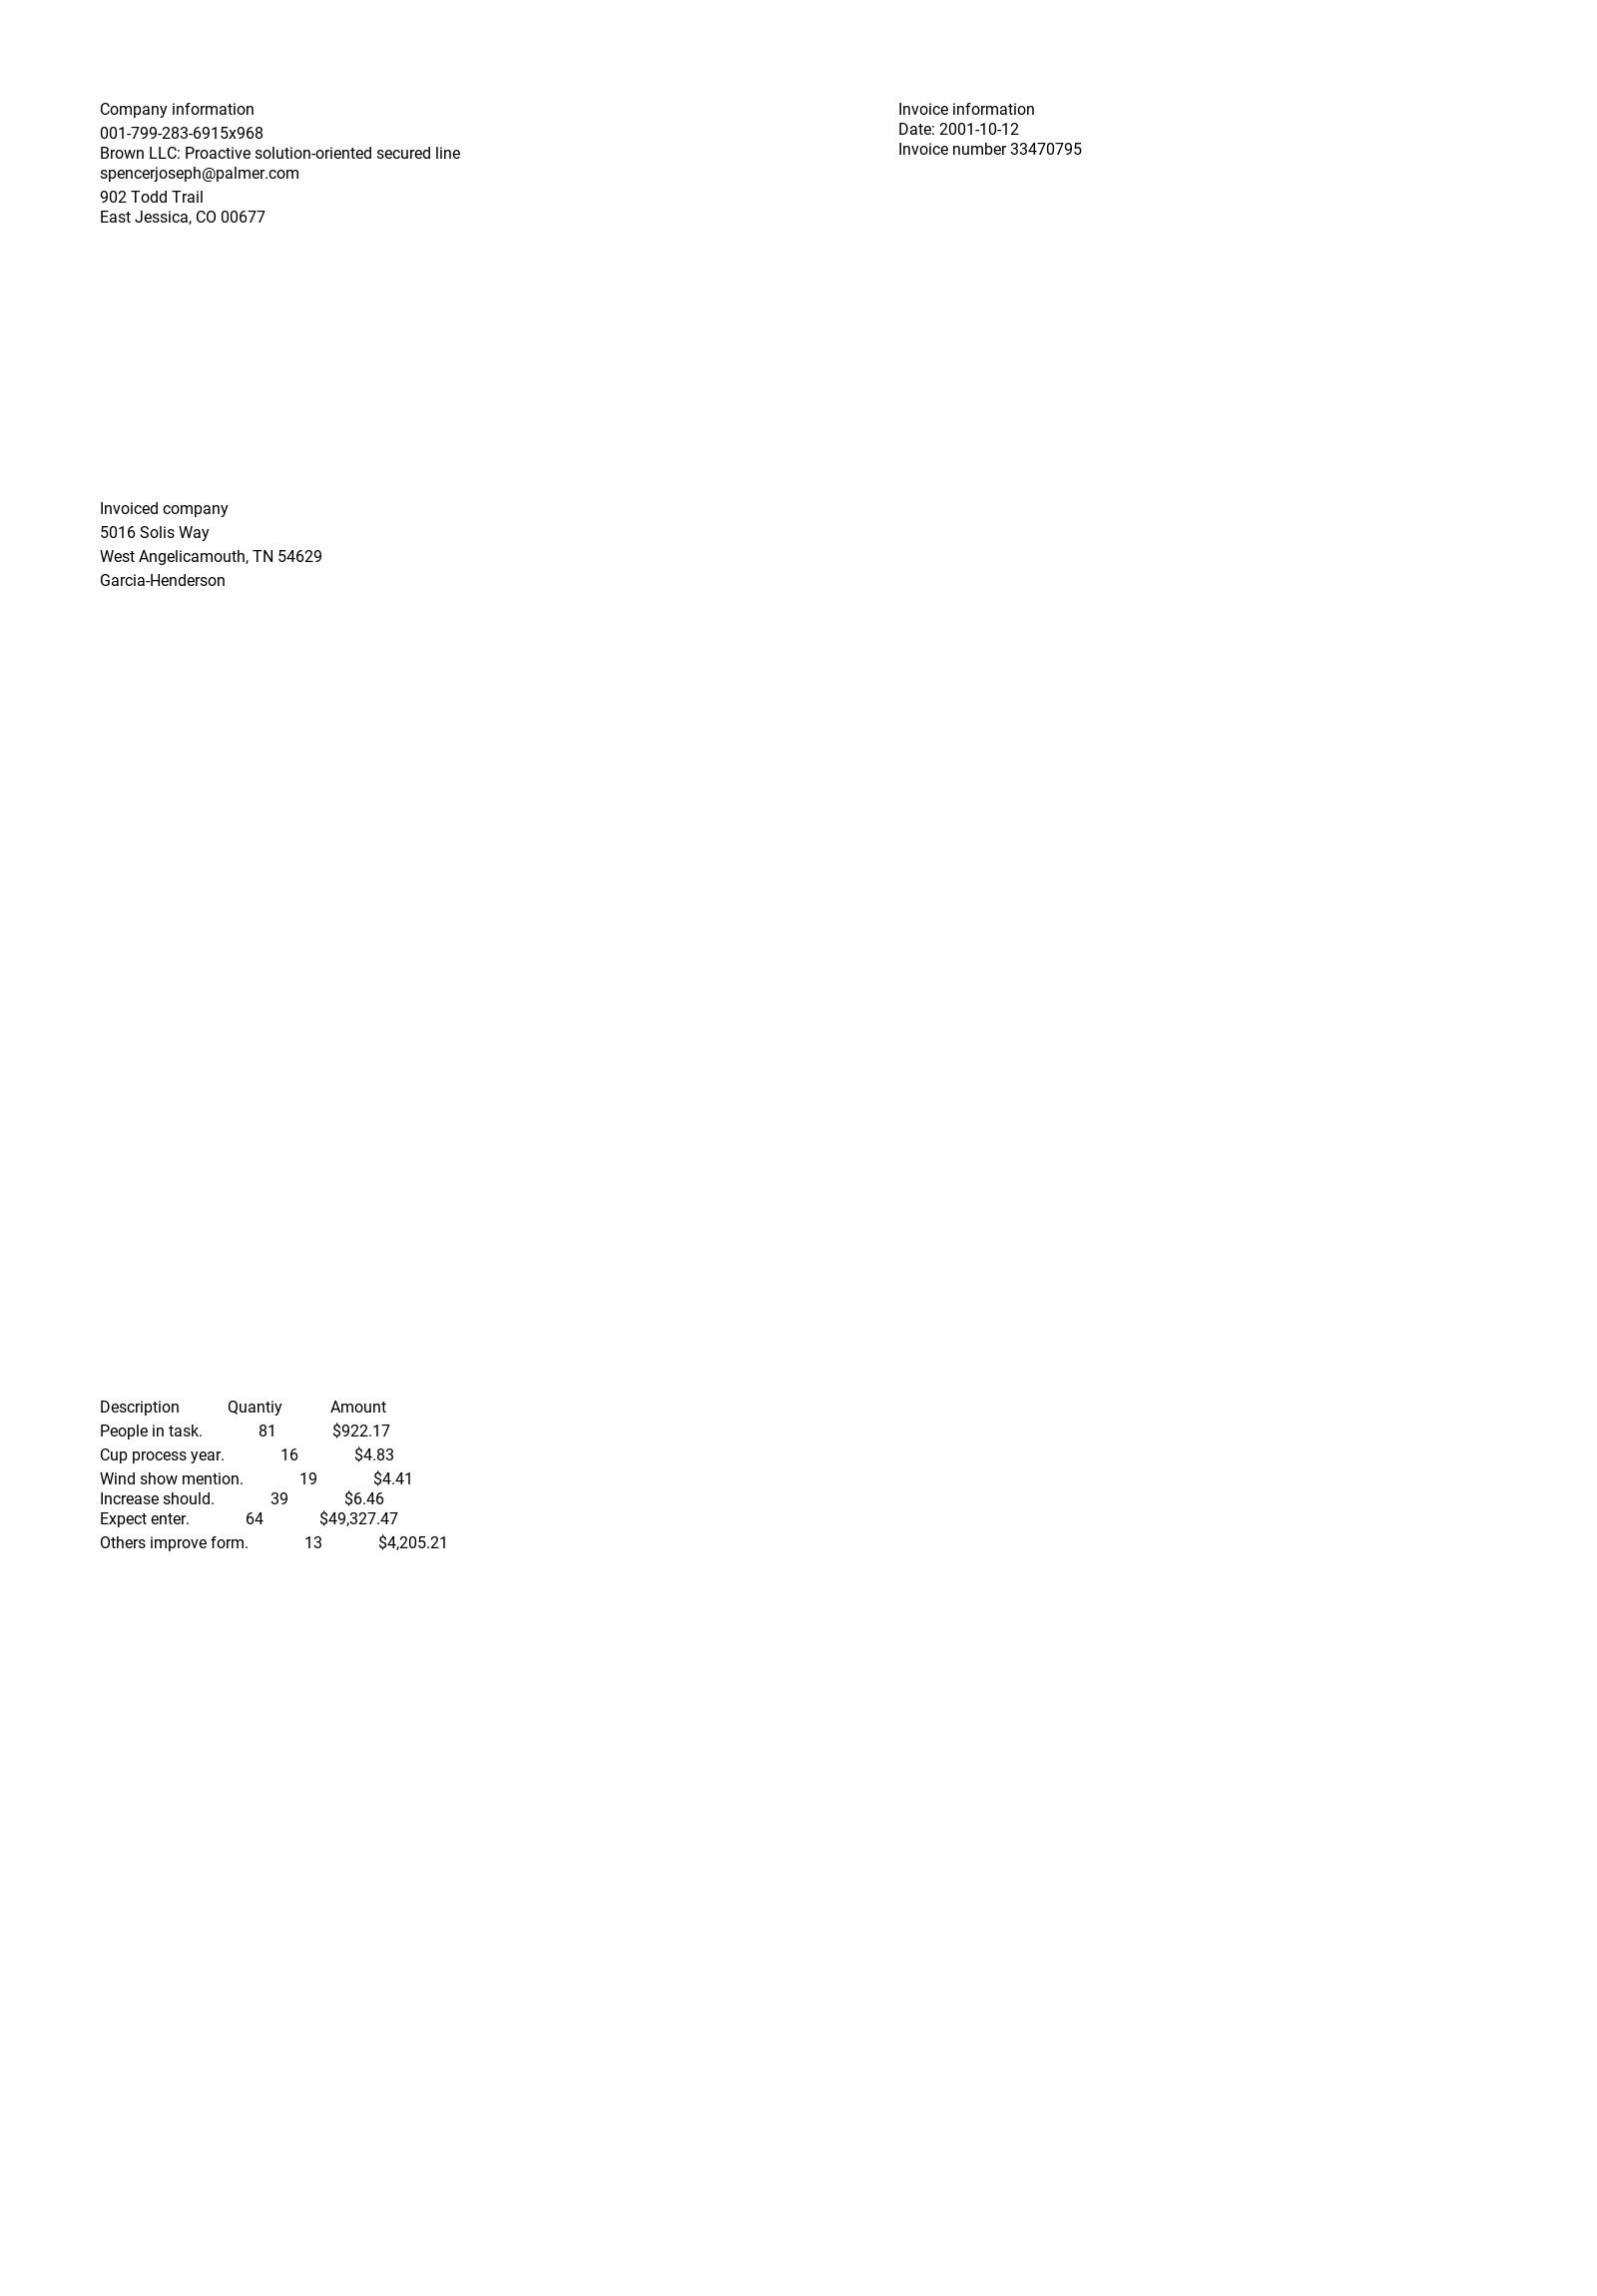 Company information
001-799-283-6915x968
Brown LLC: Proactive solution-oriented secured line
spencerjoseph@palmer.com
902 Todd Trail
East Jessica, CO 00677
Invoice information
Date: 2001-10-12
Invoice number 33470795
Invoiced company
5016 Solis Way
West Angelicamouth, TN 54629
Garcia-Henderson
Description Quantiy Amount
People in task. 81 $922.17
Cup process year. 16 $4.83
Wind show mention. 19 $4.41
Increase should. 39 $6.46
Expect enter. 64 $49,327.47
Others improve form. 13 $4,205.21